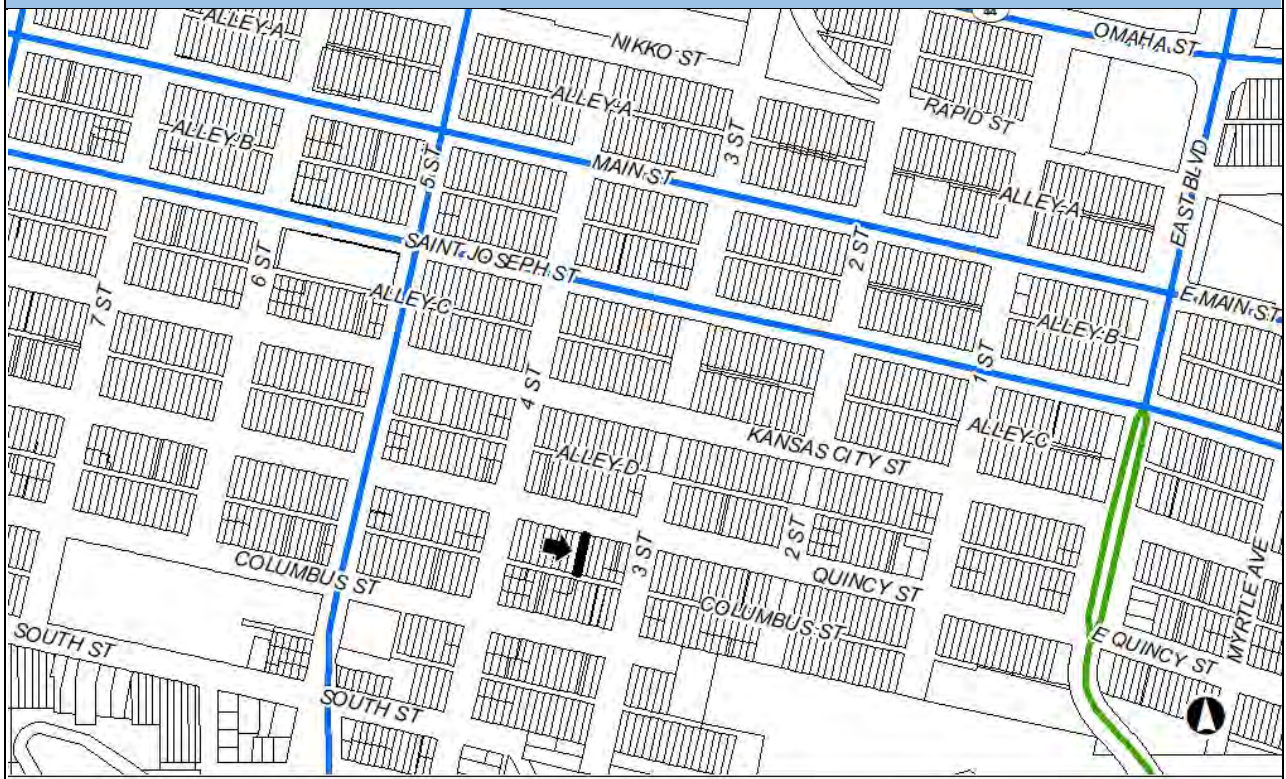 ALLEY-A
NIKKO ST
OMAHA ST
ALLEY-A
RAPID ST
ALLEY-B
3 ST
5 ST
MAIN ST
ALLEY-A
EAST BLVD
SAINT JOSEPH ST
6 ST
2 ST
ALLEY-C
E MAIN ST
7 ST
ALLEY-B
1 ST
4 ST
KANSAS CITY ST
ALLEY-C
ALLEY-D
2 ST
3 ST
COLUMBUS ST
QUINCY ST
COLUMBUS ST
MYRTLE AVE
SOUTH ST
E QUINCY ST
SOUTH ST